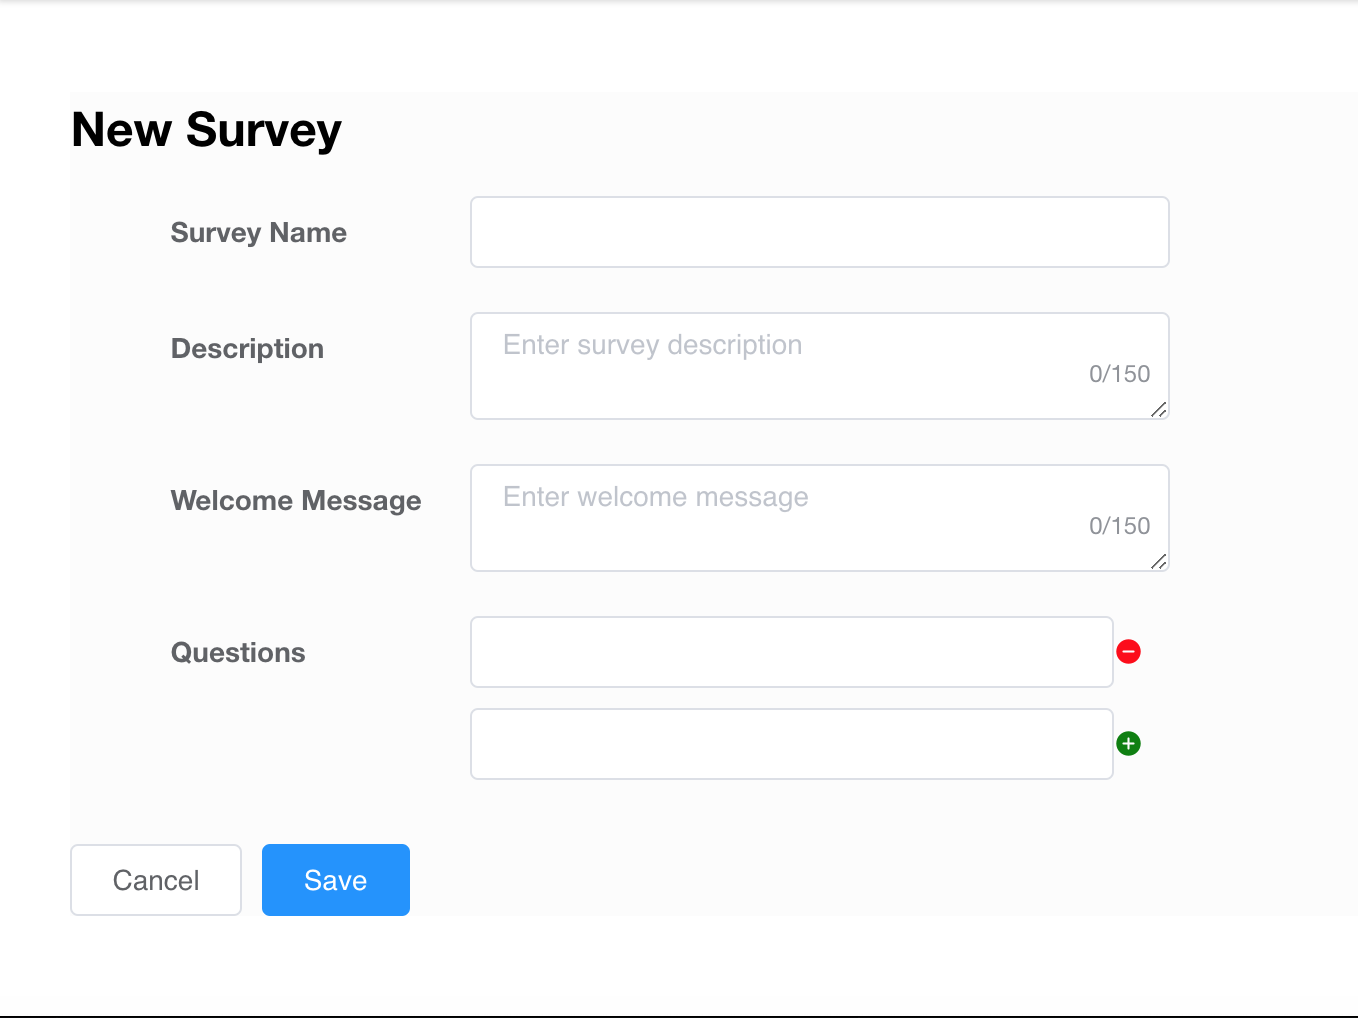 New Survey
Survey Name
Description
Enter survey description
0/150
Welcome Message
Enter welcome message
0/150
Questions
Cancel
Save